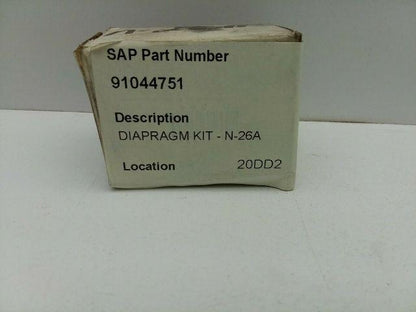 SAP Part Number
91044751
Description
DIAPRAGM KIT - N-26A
Location 20DD2